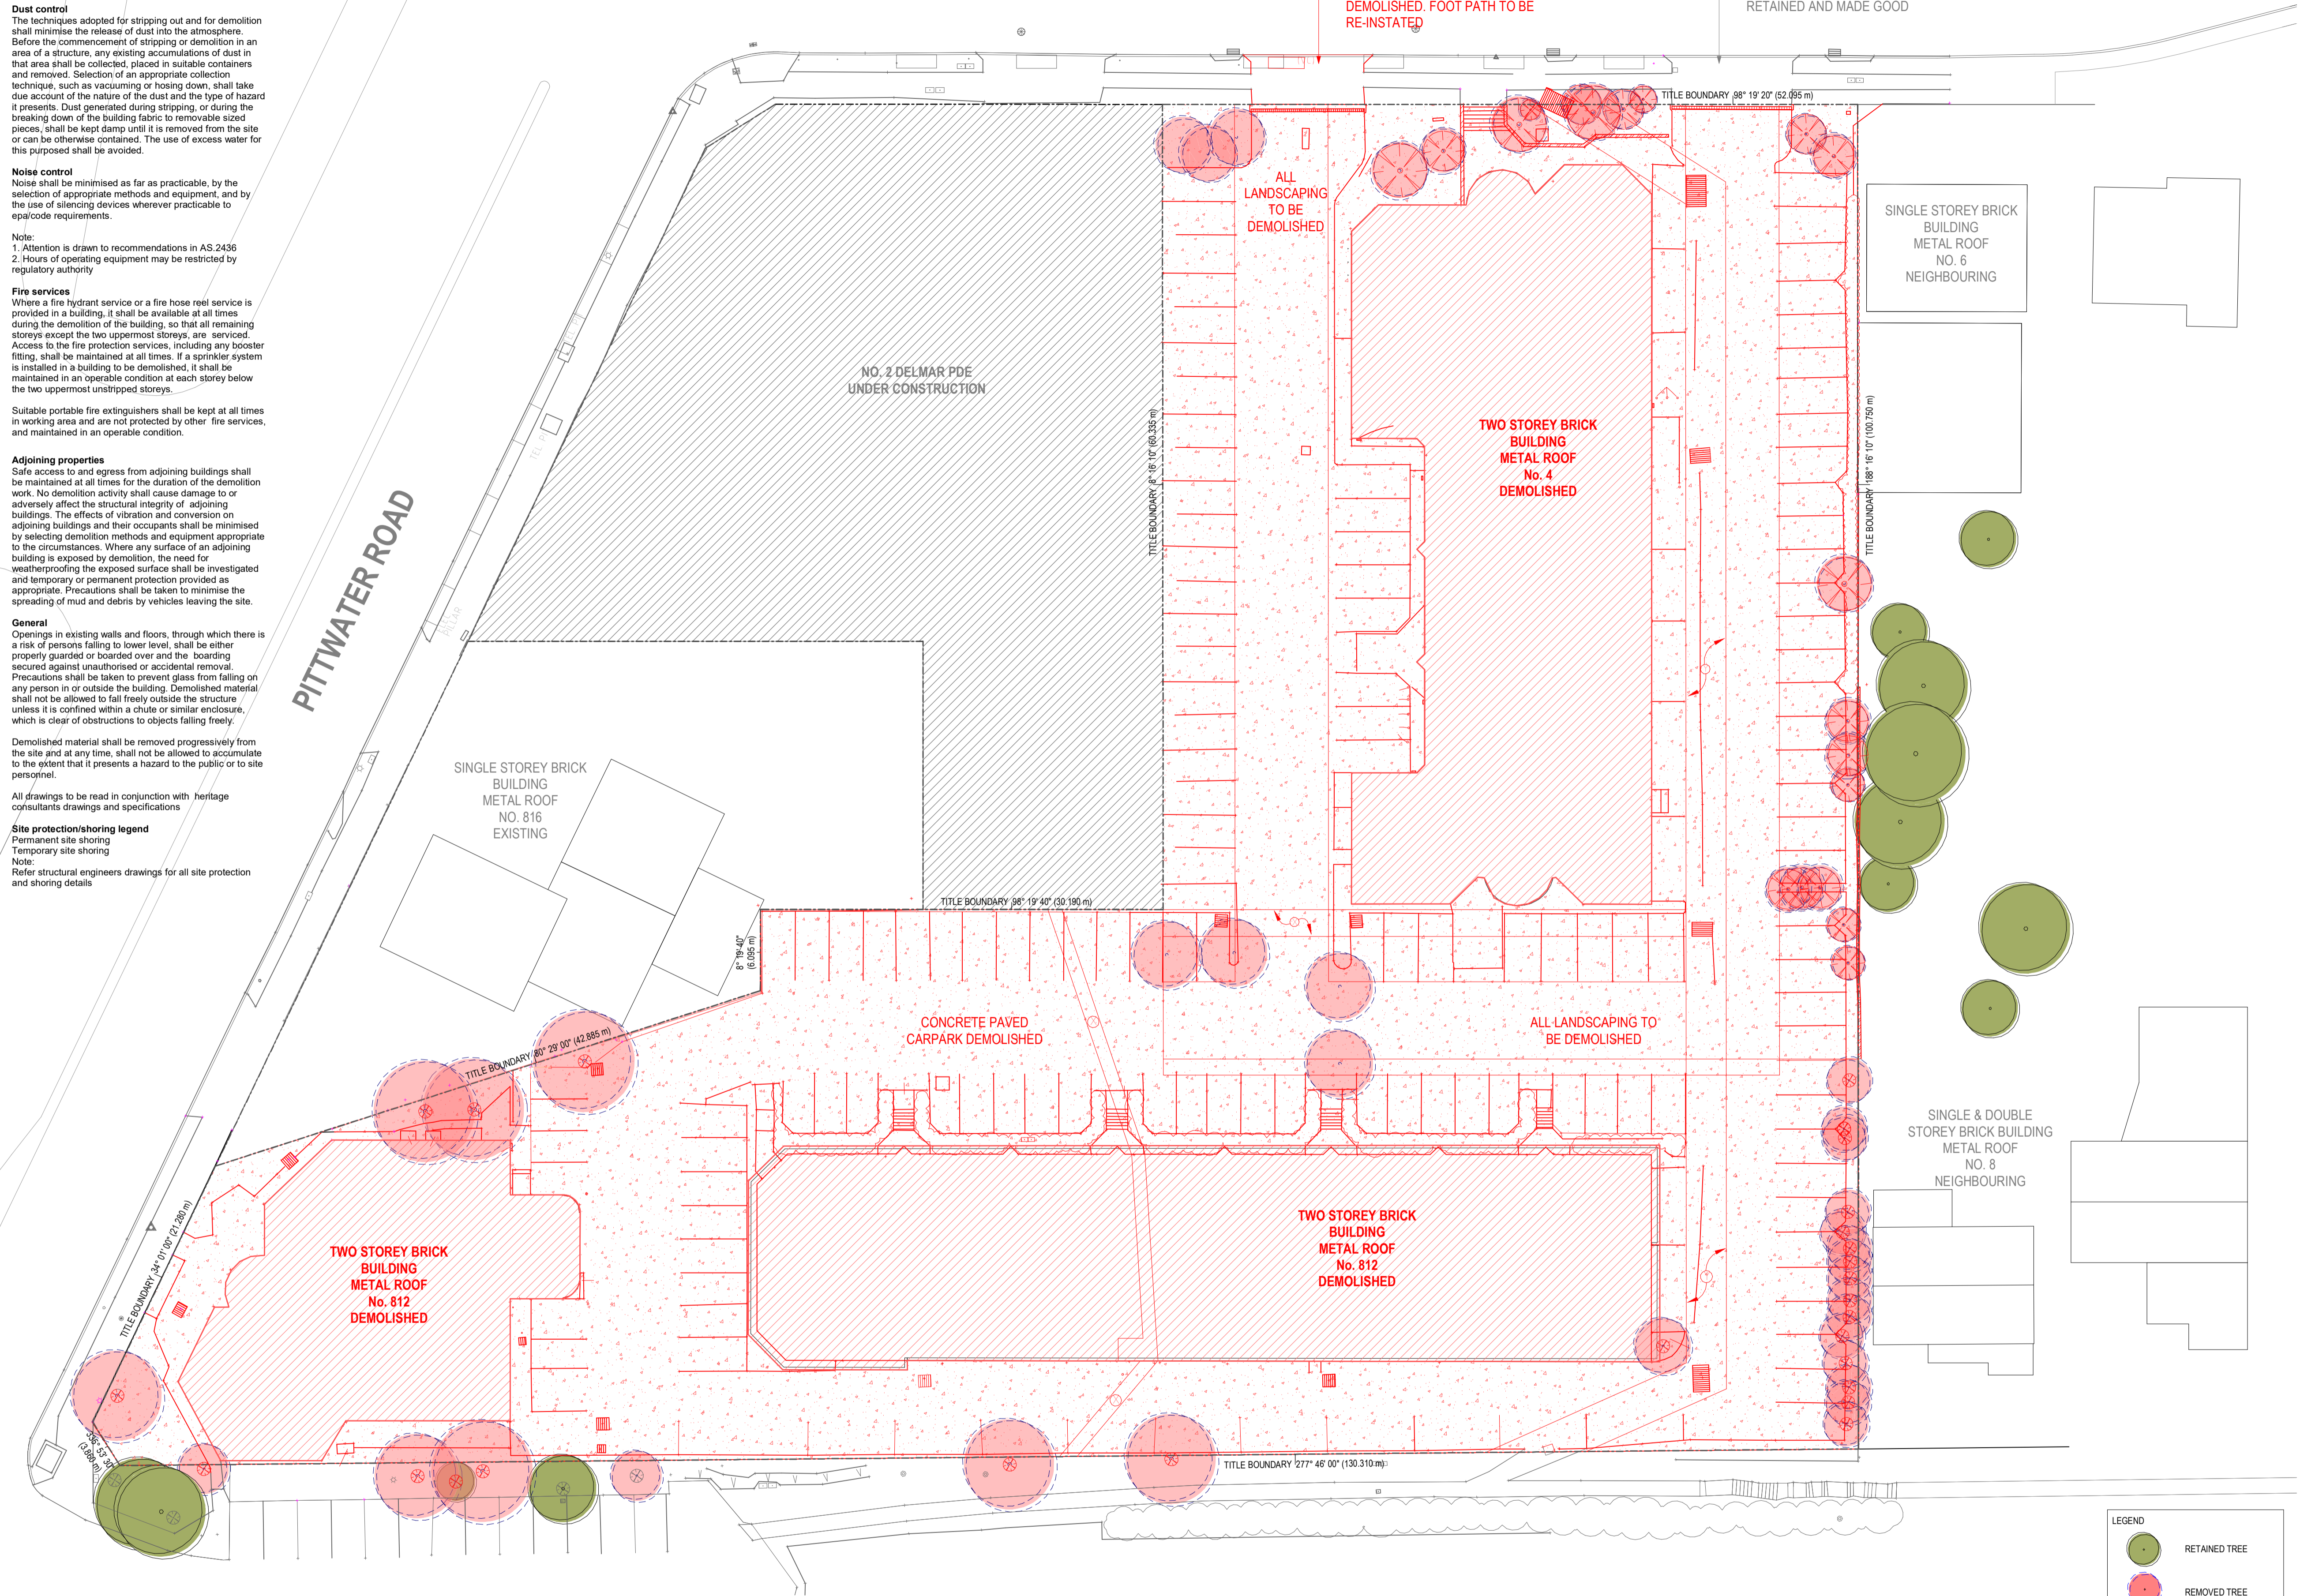 Dust control
The techniques adopted for stripping out and for demolition
shall minimise the release of dust into the atmosphere.
Before the commencement of stripping or demolition in an
area of a structure, any existing accumulations of dust in
that area shall be collected, placed in suitable containers
and removed. Selection of an appropriate collection
technique, such as vacuuming or hosing down, shall take
due account of the nature of the dust and the type of hazard
it presents. Dust generated during stripping, or during the
breaking down of the building fabric to removable sized
pieces, shall be kept damp until it is removed from the site
or can be otherwise contained. The use of excess water for
this purposed shall be avoided.
Noise control
Noise shall be minimised as far as practicable, by the
selection of appropriate methods and equipment, and by
the use of silencing devices wherever practicable to
epa/code requirements.
Note:
1. Attention is drawn to recommendations in AS.2436
2. Hours of operating equipment may be restricted by
regulatory authority
Fire services
Where a fire hydrant service or a fire hose reel service is
provided in a building, it shall be available at all times
during the demolition of the building, so that all remaining
storeys except the two uppermost storeys, are serviced.
Access to the fire protection services, including any booster
fitting, shall be maintained at all times. If a sprinkler system
is installed in a building to be demolished, it shall be
maintained in an operable condition at each storey below
the two uppermost unstripped storeys.
Suitable portable fire extinguishers shall be kept at all times
in working area and are not protected by other fire services,
and maintained in an operable condition.
Adjoining properties
Safe access to and egress from adjoining buildings shall
be maintained at all times for the duration of the demolition
work. No demolition activity shall cause damage to or
adversely affect the structural integrity of adjoining
buildings. The effects of vibration and conversion on
adjoining buildings and their occupants shall be minimised
by selecting demolition methods and equipment appropriate
to the circumstances. Where any surface of an adjoining
building is exposed by demolition, the need for
weatherproofing the exposed surface shall be investigated
and temporary or permanent protection provided as
appropriate. Precautions shall be taken to minimise the
spreading of mud and debris by vehicles leaving the site.
General
Openings in existing walls and floors, through which there is
a risk of persons falling to lower level, shall be either
properly guarded or boarded over and the boarding
secured against unauthorised or accidental removal.
Precautions shall be taken to prevent glass from falling on
any person in or outside the building. Demolished material
shall not be allowed to fall freely outside the structure
unless it is confined within a chute or similar enclosure,
which is clear of obstructions to objects falling freely.
Demolished material shall be removed progressively from
the site and at any time, shall not be allowed to accumulate
to the extent that it presents a hazard to the public or to site
personnel.
All drawings to be read in conjunction with heritage
consultants drawings and specifications
Site protection/shoring legend
Permanent site shoring
Temporary site shoring
Note:
Refer structural engineers drawings for all site protection
and shoring details
DEMOLISHED. FOOT PATH TO BE
RE-INSTATED
RETAINED AND MADE GOOD
TITLE BOUNDARY 98° 19' 20" (52.095 m)
ALL
LANDSCAPING
TO BE
DEMOLISHED
SINGLE STOREY BRICK
BUILDING
METAL ROOF
NO. 6
NEIGHBOURING
NO. 2 DELMAR PDE
UNDER CONSTRUCTION
TITLE BOUNDARY 8° 16' 10" (60.335 m)
TWO STOREY BRICK
BUILDING
METAL ROOF
No. 4
DEMOLISHED
TITLE BOUNDARY 188° 16' 10" (100.750 m)
TEL P
PILLAR
PITTWATER ROAD
SINGLE STOREY BRICK
BUILDING
METAL ROOF
NO. 816
EXISTING
TITLE BOUNDARY 98° 19' 40" (30.190 m)
8° 19' 40"
(6.095 m)
CONCRETE PAVED
CARPARK DEMOLISHED
ALL LANDSCAPING TO
BE DEMOLISHED
TITLE BOUNDARY 80° 29' 00" (42.885 m)
SINGLE & DOUBLE
STOREY BRICK BUILDING
METAL ROOF
NO. 8
NEIGHBOURING
TITLE BOUNDARY 34° 01' 00" (21.280 m)
TWO STOREY BRICK
BUILDING
METAL ROOF
No. 812
DEMOLISHED
TWO STOREY BRICK
BUILDING
METAL ROOF
No. 812
DEMOLISHED
336° 53' 30"
(3.860 m)
TITLE BOUNDARY 277° 46' 00" (130.310 m)
LEGEND
RETAINED TREE
REMOVED TREE